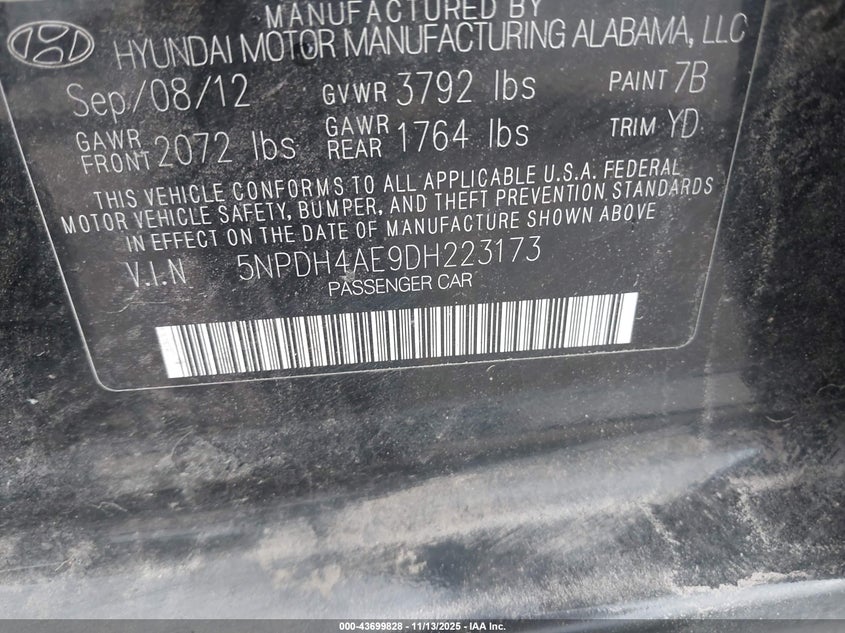 MANUFACTURED BY
HYUNDAI MOTOR MANUFACTURING ALABAMA, LLC
Sep/08/12 GVWR 3792 lbs PAINT 7B
GAWR FRONT 2072 lbs GAWR REAR 1764 lbs TRIM YD
THIS VEHICLE CONFORMS TO ALL APPLICABLE U.S.A. FEDERAL
MOTOR VEHICLE SAFETY, BUMPER, AND THEFT PREVENTION STANDARDS
IN EFFECT ON THE DATE OF MANUFACTURE SHOWN ABOVE
V.I.N 5NPDH4AE9DH223173
PASSENGER CAR
000-43699828 - 11/13/2025 - IAA Inc.